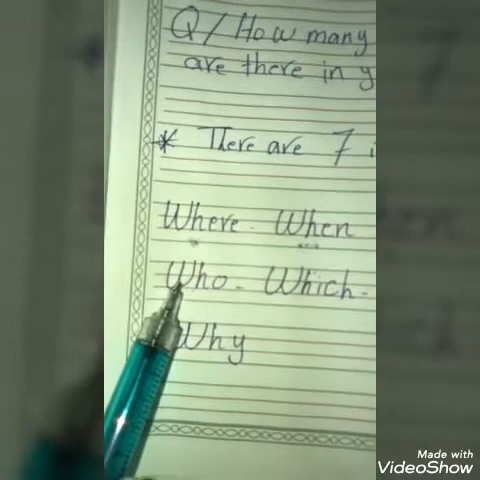 Q/ How many
are there in y
* There are 7 i
Where - When
Who - Which -
Why
Made with
VideoShow